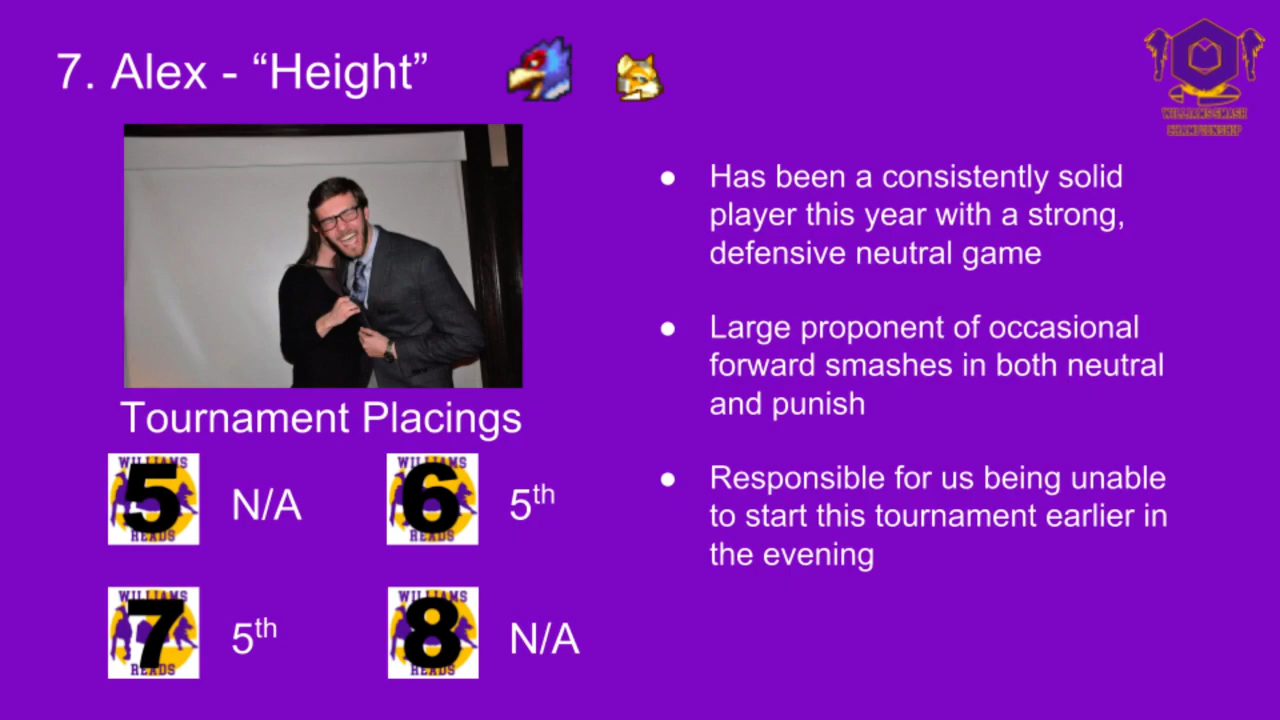 7. Alex - “Height”
WILLIAMS SMASH
CHAMPIONSHIP
Has been a consistently solid
player this year with a strong,
defensive neutral game
Large proponent of occasional
forward smashes in both neutral
and punish
Responsible for us being unable
to start this tournament earlier in
the evening
Tournament Placings
WILLIAMS
5
READS
N/A
WILLIAMS
6
READS
5th
WILLIAMS
7
READS
5th
WILLIAMS
8
READS
N/A